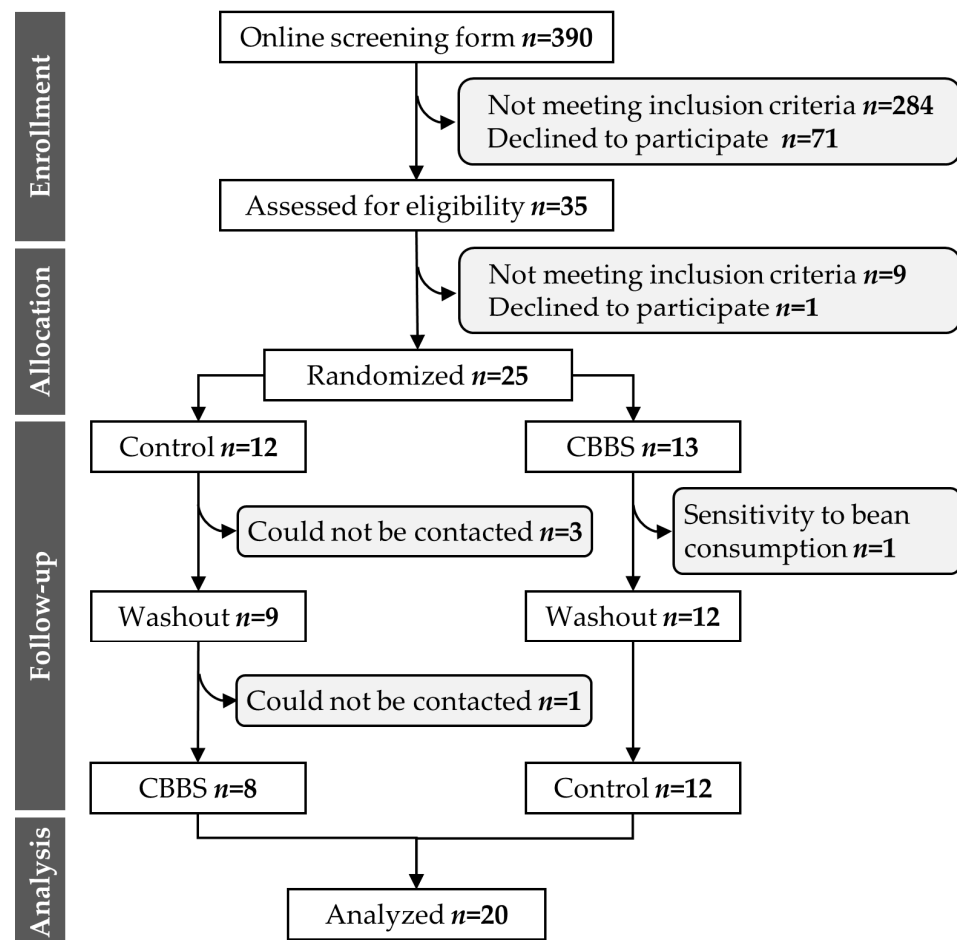 Enrollment
Online screening form n=390
Not meeting inclusion criteria n=284
Declined to participate n=71
Assessed for eligibility n=35
Allocation
Not meeting inclusion criteria n=9
Declined to participate n=1
Randomized n=25
Follow-up
Control n=12
CBBS n=13
Could not be contacted n=3
Sensitivity to bean
consumption n=1
Washout n=9
Washout n=12
Could not be contacted n=1
CBBS n=8
Control n=12
Analysis
Analyzed n=20